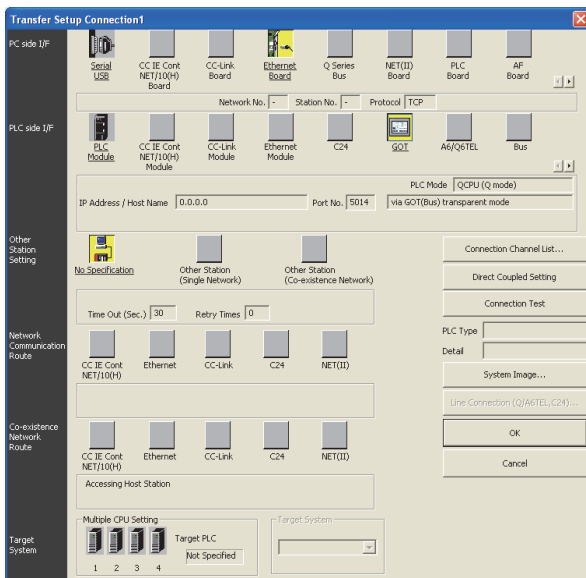 Transfer Setup Connection1
PC side I/F
Serial USB
CC IE Cont NET/10(H) Board
CC-Link Board
Ethernet Board
Q Series Bus
NET(II) Board
PLC Board
AF Board
Network No. - Station No. - Protocol TCP
PLC side I/F
PLC Module
CC IE Cont NET/10(H) Module
CC-Link Module
Ethernet Module
C24
GOT
A6/Q6TEL
Bus
PLC Mode QCPU (Q mode)
IP Address / Host Name 0.0.0.0 Port No. 5014 via GOT(Bus) transparent mode
Other Station Setting
No Specification
Other Station (Single Network)
Other Station (Co-existence Network)
Time Out (Sec.) 30 Retry Times 0
Connection Channel List...
Direct Coupled Setting
Connection Test
PLC Type
Detail
System Image...
Line Connection (Q/A6TEL,C24)...
OK
Cancel
Network Communication Route
CC IE Cont NET/10(H)
Ethernet
CC-Link
C24
NET(II)
Co-existence Network Route
CC IE Cont NET/10(H)
Ethernet
CC-Link
C24
NET(II)
Accessing Host Station
Target System
Multiple CPU Setting
1 2 3 4
Target PLC
Not Specified
Target System